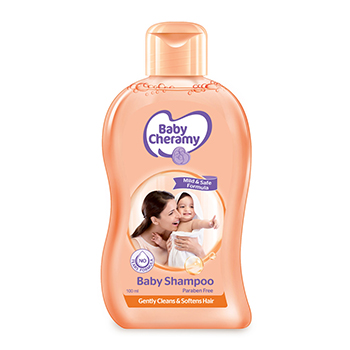 Baby
Cheramy
Mild & Safe
Formula
NO
Baby Shampoo
100 ml
Paraben Free
Gently Cleans & Softens Hair